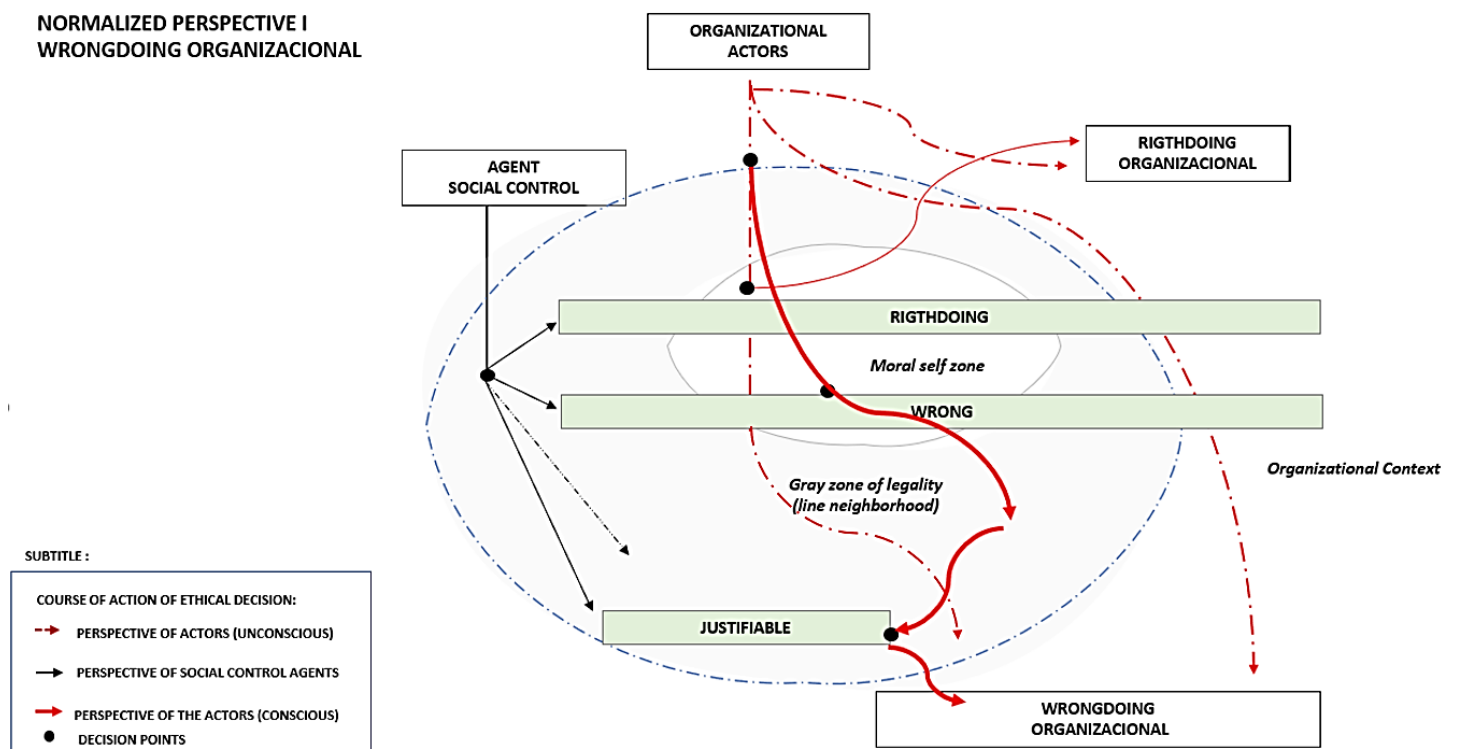 NORMALIZED PERSPECTIVE I
WRONGDOING ORGANIZACIONAL
ORGANIZATIONAL
ACTORS
RIGTHDOING
ORGANIZACIONAL
AGENT
SOCIAL CONTROL
RIGTHDOING
Moral self zone
WRONG
Organizational Context
Gray zone of legality
(line neighborhood)
JUSTIFIABLE
WRONGDOING
ORGANIZACIONAL
SUBTITLE :
COURSE OF ACTION OF ETHICAL DECISION:
PERSPECTIVE OF ACTORS (UNCONSCIOUS)
PERSPECTIVE OF SOCIAL CONTROL AGENTS
PERSPECTIVE OF THE ACTORS (CONSCIOUS)
DECISION POINTS